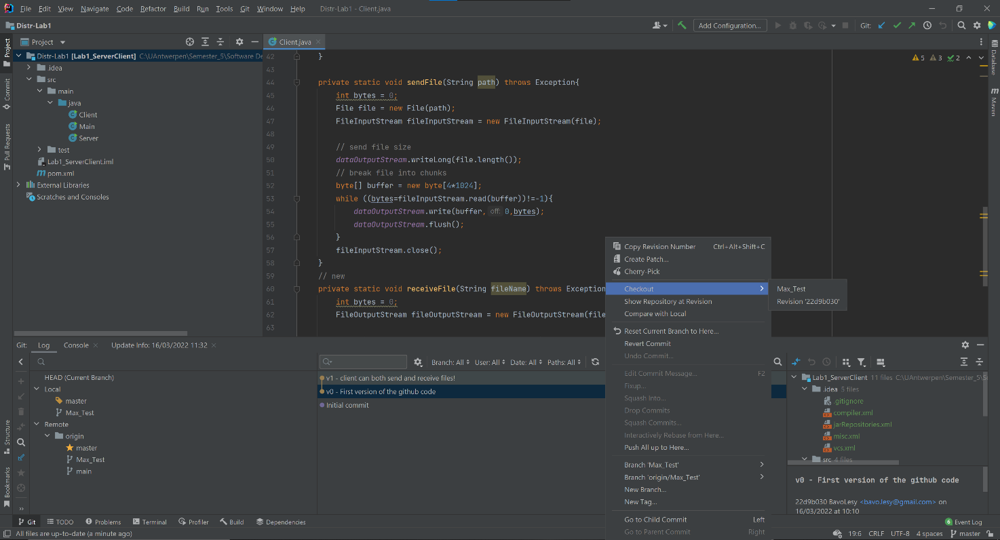 File Edit View Navigate Code Refactor Build Run Tools Git Window Help Distr-Lab1 - Client.java
Distr-Lab1
Add Configuration...
Git:
Project
Project
Client.java
Distr-Lab1 [Lab1_ServerClient] C:\UAntwerpen\Semester_5\Software De
.idea
src
main
java
Client
Main
Server
test
Lab1_ServerClient.iml
pom.xml
External Libraries
Scratches and Consoles
Commit
Pull Requests
Structure
Bookmarks
Database
Maven
5 3 2
42 }
43
44 private static void sendFile(String path) throws Exception{
45 int bytes = 0;
46 File file = new File(path);
47 FileInputStream fileInputStream = new FileInputStream(file);
48
49 // send file size
50 dataOutputStream.writeLong(file.length());
51 // break file into chunks
52 byte[] buffer = new byte[4*1024];
53 while ((bytes=fileInputStream.read(buffer))!=-1){
54 dataOutputStream.write(buffer, off: 0,bytes);
55 dataOutputStream.flush();
56 }
57 fileInputStream.close();
58 }
59 // new
60 private static void receiveFile(String fileName) throws Exception
61 int bytes = 0;
62 FileOutputStream fileOutputStream = new FileOutputStream(file
63
Copy Revision Number Ctrl+Alt+Shift+C
Create Patch...
Cherry-Pick
Checkout
Max_Test
Revision '22d9b030'
Show Repository at Revision
Compare with Local
Reset Current Branch to Here...
Revert Commit
Undo Commit...
Edit Commit Message... F2
Fixup...
Squash Into...
Drop Commits
Squash Commits...
Interactively Rebase from Here...
Push All up to Here...
Branch 'Max_Test'
Branch 'origin/Max_Test'
New Branch...
New Tag...
Go to Child Commit Left
Go to Parent Commit Right
Git: Log Console Update Info: 16/03/2022 11:32
HEAD (Current Branch)
Local
master
Max_Test
Remote
origin
master
Max_Test
main
Branch: All User: All Date: All Paths: All
v1 - client can both send and receive files!
v0 - First version of the github code
Initial commit
Lab1_ServerClient 11 files C:\UAntwerpen\Semester_5\S
.idea 5 files
.gitignore
compiler.xml
jarRepositories.xml
misc.xml
vcs.xml
src 4 files
v0 - First version of the github code
22d9b030 BavoLesy <bavo.lesy@gmail.com> on
16/03/2022 at 10:10
Git TODO Problems Terminal Profiler Build Dependencies
6 Event Log
All files are up-to-date (a minute ago)
19:6 CRLF UTF-8 4 spaces master